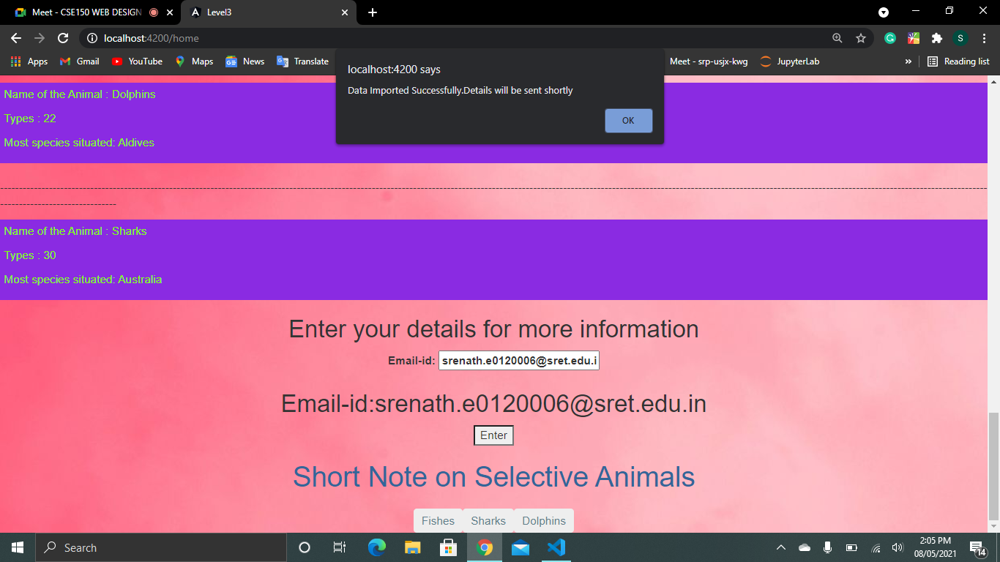 Meet - CSE150 WEB DESIGN
Level3
localhost:4200/home
S
Apps
Gmail
YouTube
Maps
News
Translate
Meet - srp-usjx-kwg
JupyterLab
»
Reading list
localhost:4200 says
Data Imported Successfully.Details will be sent shortly
OK
Name of the Animal : Dolphins
Types : 22
Most species situated: Aldives
Name of the Animal : Sharks
Types : 30
Most species situated: Australia
Enter your details for more information
Email-id: srenath.e0120006@sret.edu.i
Email-id:srenath.e0120006@sret.edu.in
Enter
Short Note on Selective Animals
Fishes Sharks Dolphins
Search
2:05 PM
08/05/2021
14